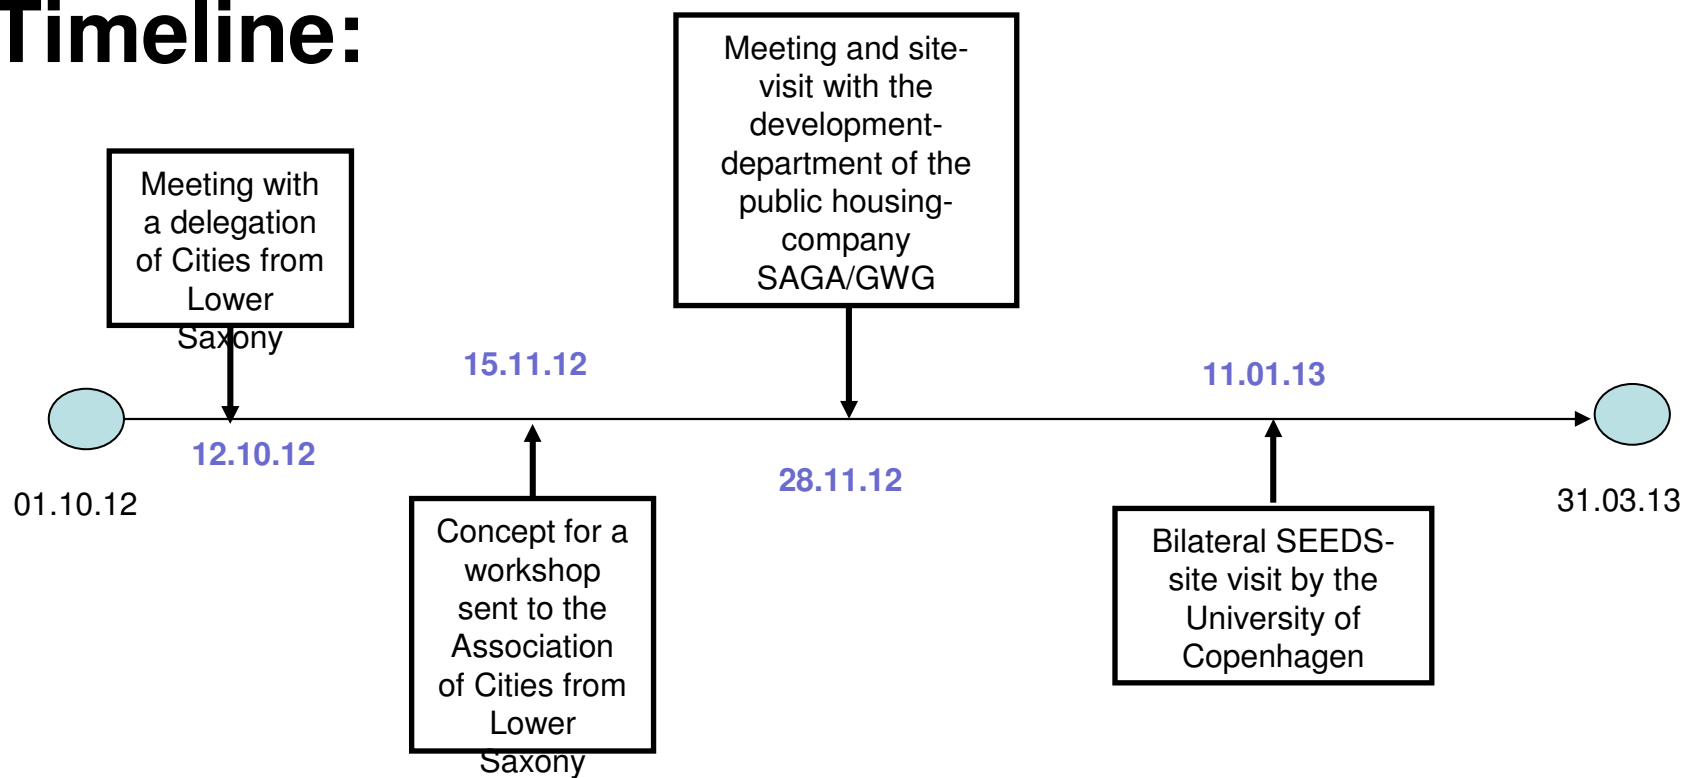 Timeline:
Meeting with
a delegation
of Cities from
Lower
Saxony
Meeting and site-
visit with the
development-
department of the
public housing-
company
SAGA/GWG
15.11.12
11.01.13
12.10.12
28.11.12
01.10.12
31.03.13
Concept for a
workshop
sent to the
Association
of Cities from
Lower
Saxony
Bilateral SEEDS-
site visit by the
University of
Copenhagen